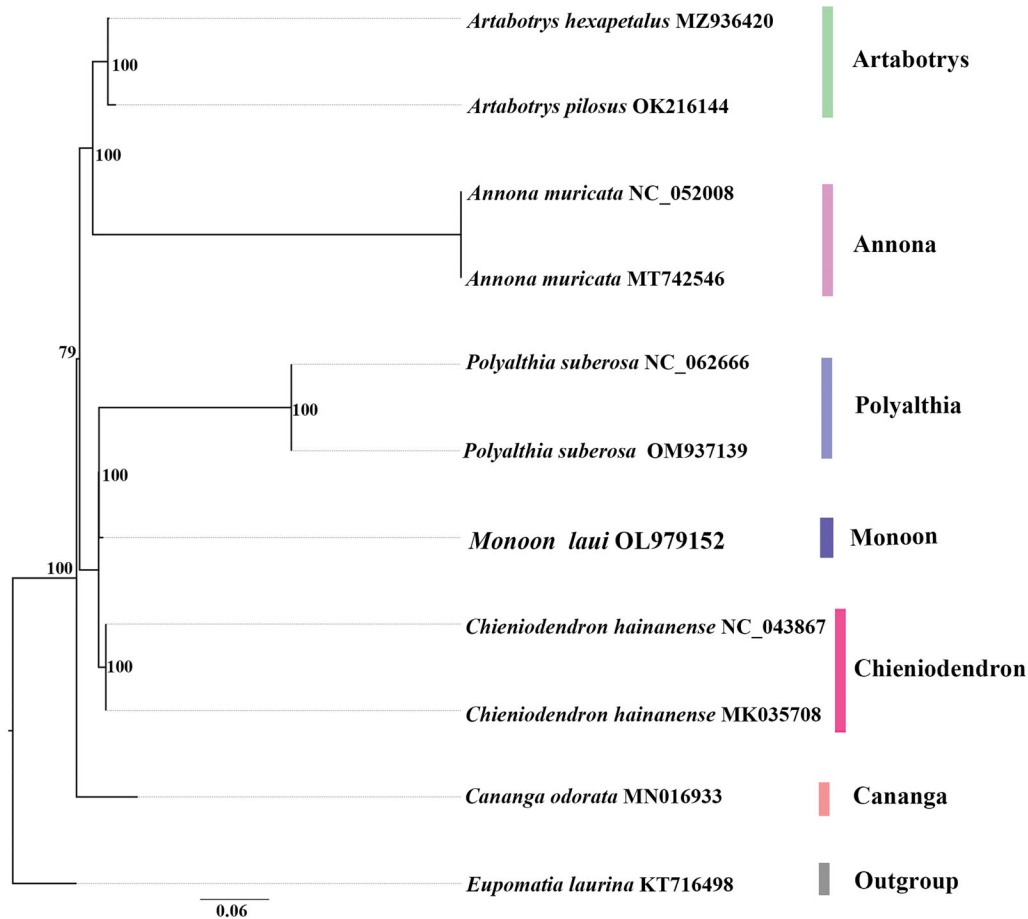 Artabotrys hexapetalus MZ936420
Artabotrys
100
Artabotrys pilosus OK216144
100
Annona muricata NC_052008
Annona
Annona muricata MT742546
79
Polyalthia suberosa NC_062666
Polyalthia
100
Polyalthia suberosa OM937139
100
Monoon laui OL979152
Monoon
100
Chieniodendron hainanense NC_043867
100
Chieniodendron
Chieniodendron hainanense MK035708
Cananga odorata MN016933
Cananga
Eupomatia laurina KT716498
Outgroup
0.06